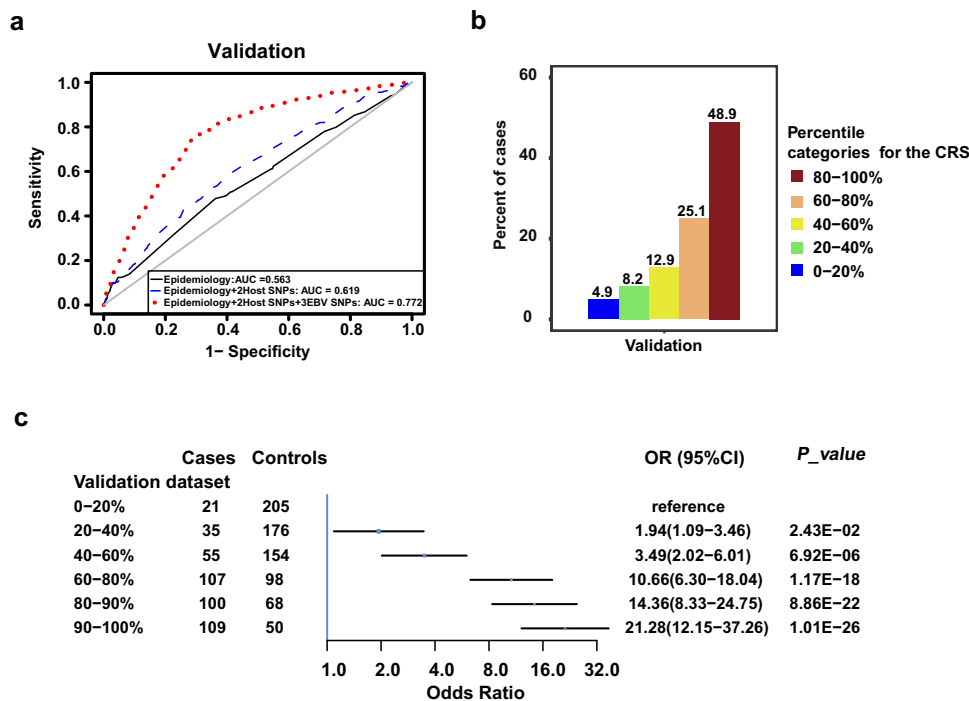 a
Validation
1.0
0.8
0.6
0.4
0.2
0.0
Sensitivity
Epidemiology:AUC =0.563
Epidemiology+2Host SNPs: AUC = 0.619
Epidemiology+2Host SNPs+3EBV SNPs: AUC = 0.772
0.0 0.2 0.4 0.6 0.8 1.0
1− Specificity
b
60
40
20
0
Percent of cases
4.9
8.2
12.9
25.1
48.9
Validation
Percentile
categories for the CRS
80−100%
60−80%
40−60%
20−40%
0−20%
c
Cases Controls OR (95%CI) P_value
Validation dataset
0−20% 21 205 reference
20−40% 35 176 1.94(1.09−3.46) 2.43E−02
40−60% 55 154 3.49(2.02−6.01) 6.92E−06
60−80% 107 98 10.66(6.30−18.04) 1.17E−18
80−90% 100 68 14.36(8.33−24.75) 8.86E−22
90−100% 109 50 21.28(12.15−37.26) 1.01E−26
1.0 2.0 4.0 8.0 16.0 32.0
Odds Ratio